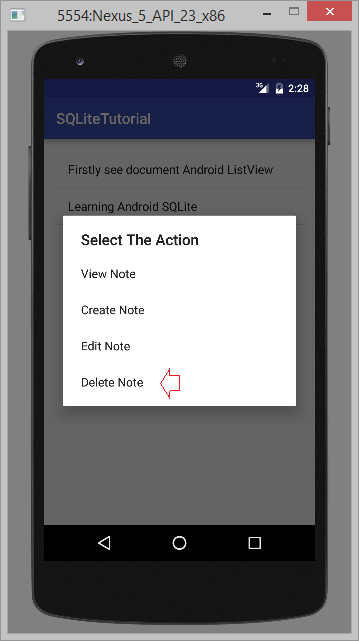 5554:Nexus_5_API_23_x86
3G 2:28
SQLiteTutorial
Firstly see document Android ListView
Learning Android SQLite
Select The Action
View Note
Create Note
Edit Note
Delete Note